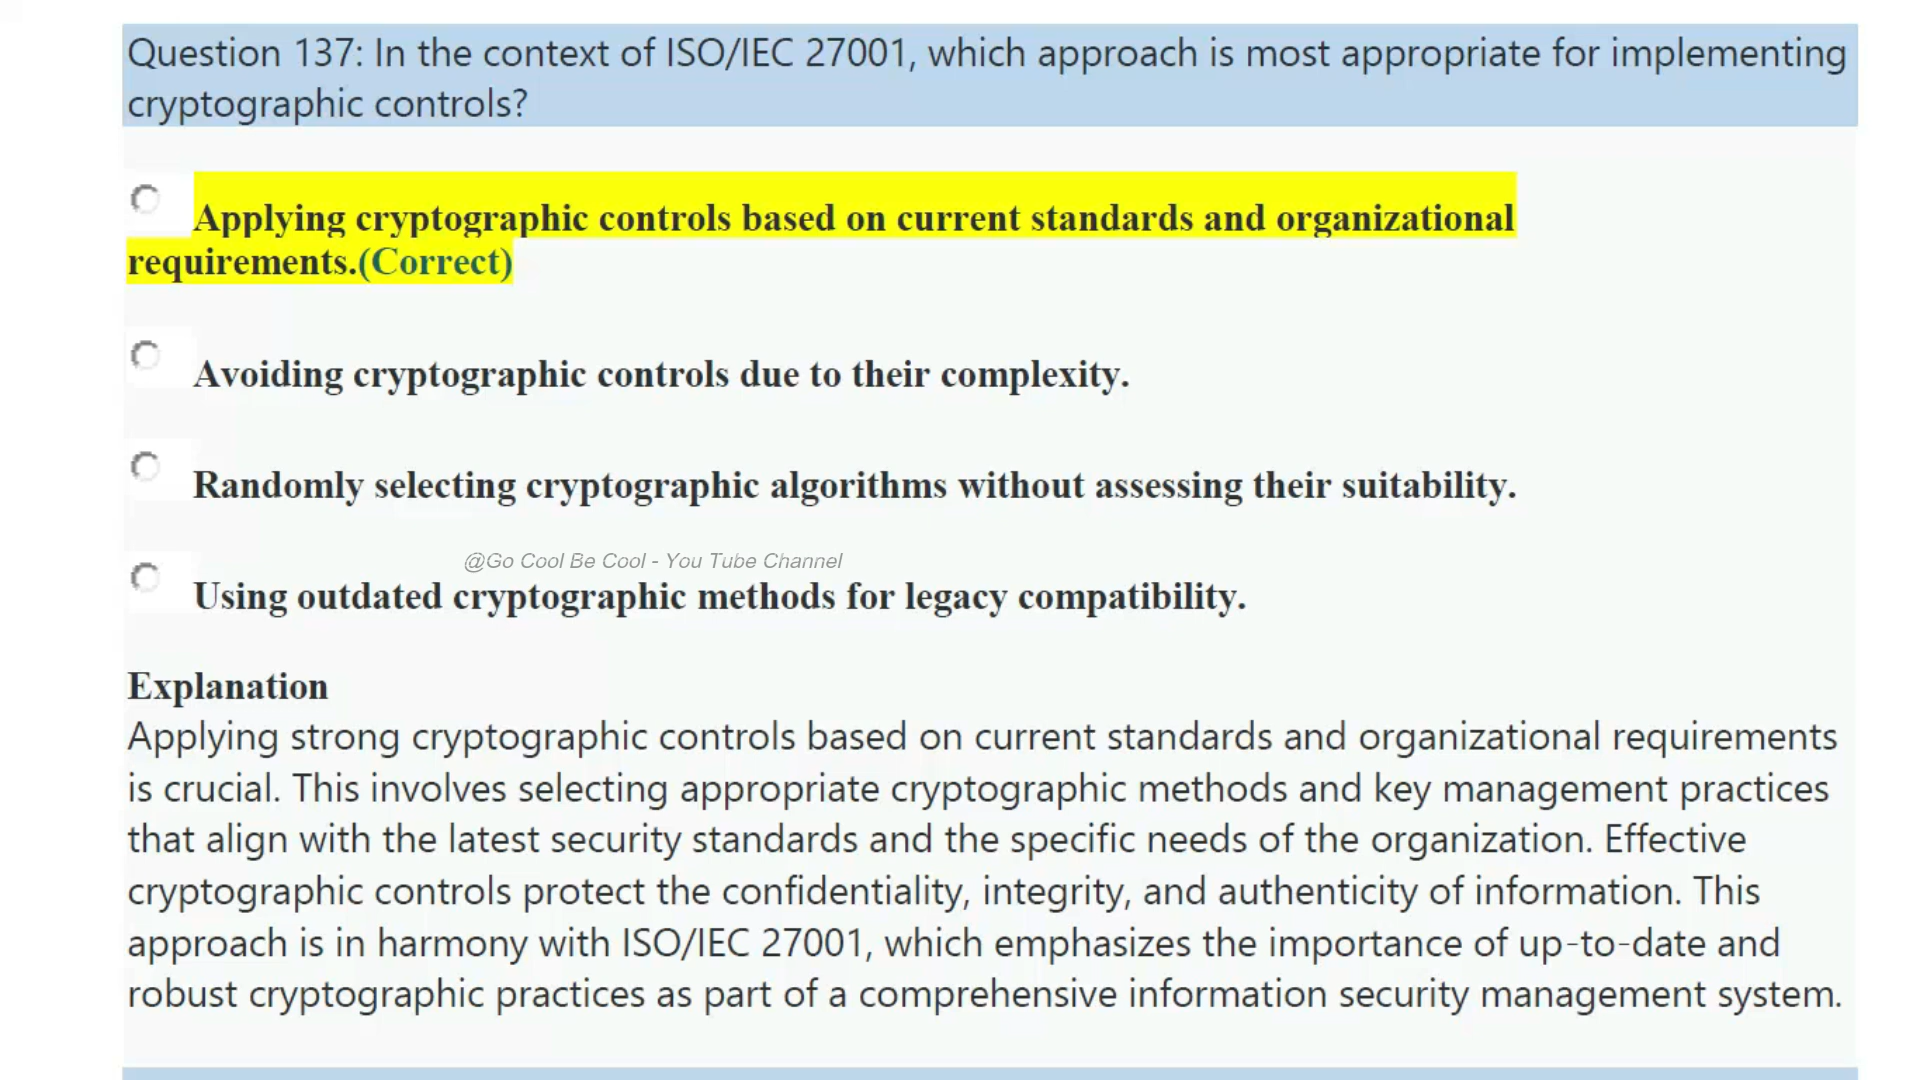 Question 137: In the context of ISO/IEC 27001, which approach is most appropriate for implementing
cryptographic controls?
Applying cryptographic controls based on current standards and organizational
requirements.(Correct)
Avoiding cryptographic controls due to their complexity.
Randomly selecting cryptographic algorithms without assessing their suitability.
@Go Cool Be Cool - You Tube Channel
Using outdated cryptographic methods for legacy compatibility.
Explanation
Applying strong cryptographic controls based on current standards and organizational requirements
is crucial. This involves selecting appropriate cryptographic methods and key management practices
that align with the latest security standards and the specific needs of the organization. Effective
cryptographic controls protect the confidentiality, integrity, and authenticity of information. This
approach is in harmony with ISO/IEC 27001, which emphasizes the importance of up-to-date and
robust cryptographic practices as part of a comprehensive information security management system.